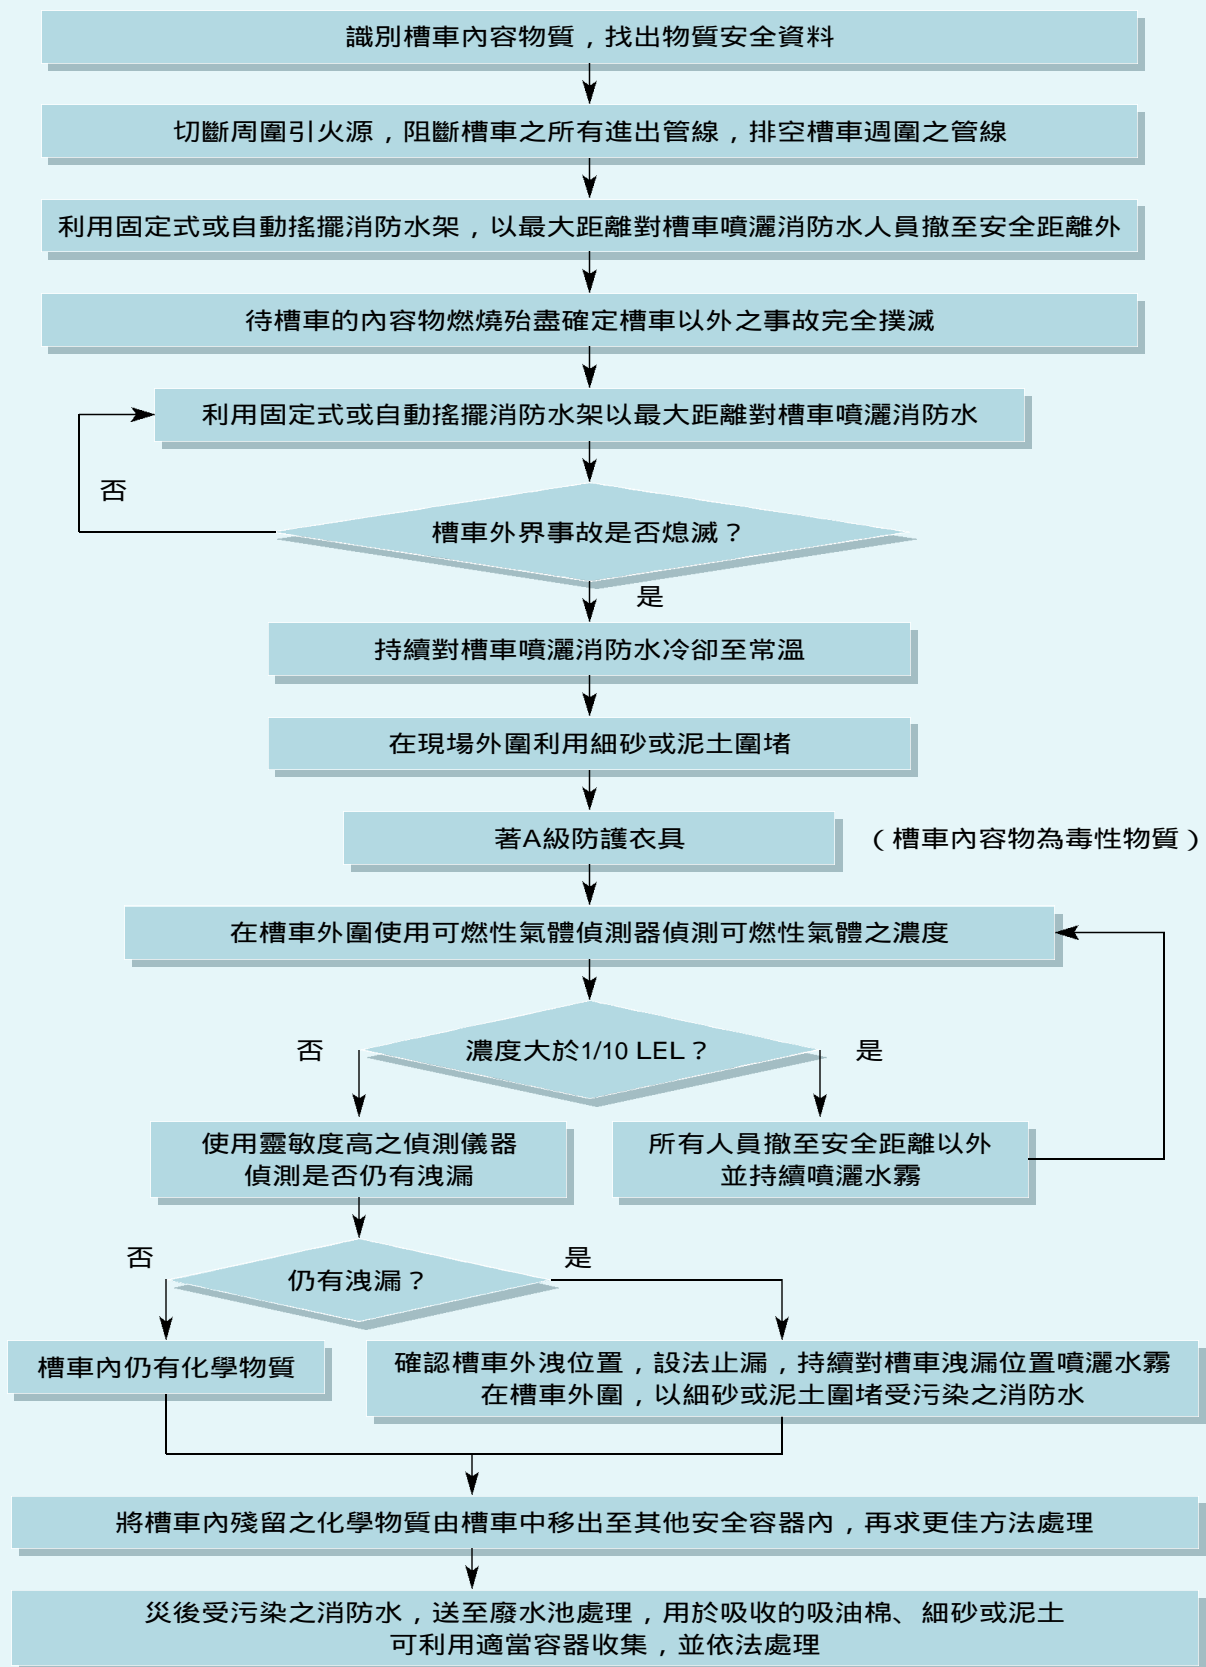 識別槽車內容物質，找出物質安全資料
切斷周圍引火源，阻斷槽車之所有進出管線，排空槽車週圍之管線
利用固定式或自動搖擺消防水架，以最大距離對槽車噴灑消防水人員撤至安全距離外
待槽車的內容物燃燒殆盡確定槽車以外之事故完全撲滅
利用固定式或自動搖擺消防水架以最大距離對槽車噴灑消防水
否
槽車外界事故是否熄滅？
是
持續對槽車噴灑消防水冷卻至常溫
在現場外圍利用細砂或泥土圍堵
著A級防護衣具
（槽車內容物為毒性物質）
在槽車外圍使用可燃性氣體偵測器偵測可燃性氣體之濃度
否
濃度大於1/10 LEL？
是
使用靈敏度高之偵測儀器
偵測是否仍有洩漏
所有人員撤至安全距離以外
並持續噴灑水霧
否
仍有洩漏？
是
槽車內仍有化學物質
確認槽車外洩位置，設法止漏，持續對槽車洩漏位置噴灑水霧
在槽車外圍，以細砂或泥土圍堵受污染之消防水
將槽車內殘留之化學物質由槽車中移出至其他安全容器內，再求更佳方法處理
災後受污染之消防水，送至廢水池處理，用於吸收的吸油棉、細砂或泥土
可利用適當容器收集，並依法處理